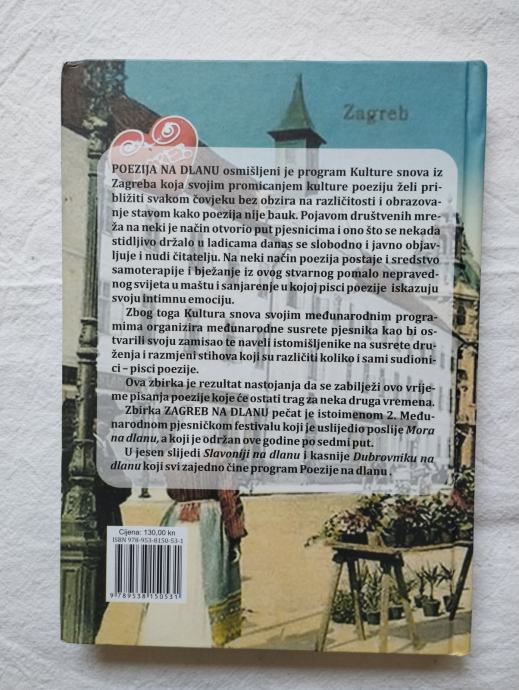 Zagreb
POEZIJA NA DLANU osmišljeni je program Kulture snova iz
Zagreba koja svojim promicanjem kulture poeziju želi pri-
bližiti svakom čovjeku bez obzira na različitosti i obrazova-
nje stavom kako poezija nije bauk. Pojavom društvenih mre-
ža na neki je način otvorio put pjesnicima i ono što se nekada
stidljivo držalo u ladicama danas se slobodno i javno objav-
ljuje i nudi čitatelju. Na neki način poezija postaje i sredstvo
samoterapije i bježanje iz ovog stvarnog pomalo nepraved-
nog svijeta u maštu i sanjarenje u kojoj pisci poezije iskazuju
svoju intimnu emociju.
Zbog toga Kultura snova svojim međunarodnim progra-
mima organizira međunarodne susrete pjesnika kao bi os-
tvarili svoju zamisao te naveli istomišljenike na susrete dru-
ženja i razmjeni stihova koji su različiti koliko i sami sudioni-
ci – pisci poezije.
Ova zbirka je rezultat nastojanja da se zabilježi ovo vrije-
me pisanja poezije koje će ostati trag za neka druga vremena.
Zbirka ZAGREB NA DLANU pečat je istoimenom 2. Među-
narodnom pjesničkom festivalu koji je uslijedio poslije Mora
na dlanu, a koji je održan ove godine po sedmi put.
U jesen slijedi Slavoniji na dlanu i kasnije Dubrovniku na
dlanu koji svi zajedno čine program Poezije na dlanu .
Cijena: 130,00 kn
ISBN 978-953-8150-53-1
9 789538 150531